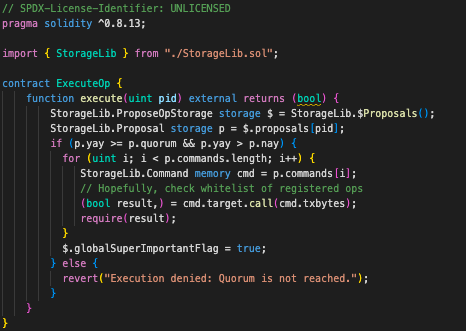 // SPDX-License-Identifier: UNLICENSED
pragma solidity ^0.8.13;

import { StorageLib } from "./StorageLib.sol";

contract ExecuteOp {
    function execute(uint pid) external returns (bool) {
        StorageLib.ProposeOpStorage storage $ = StorageLib.$Proposals();
        StorageLib.Proposal storage p = $.proposals[pid];
        if (p.yay >= p.quorum && p.yay > p.nay) {
          for (uint i; i < p.commands.length; i++) {
            StorageLib.Command memory cmd = p.commands[i];
            // Hopefully, check whitelist of registered ops
            (bool result,) = cmd.target.call(cmd.txbytes);
            require(result);
          }
          $.globalSuperImportantFlag = true;
        } else {
          revert("Execution denied: Quorum is not reached.");
        }
    }
}